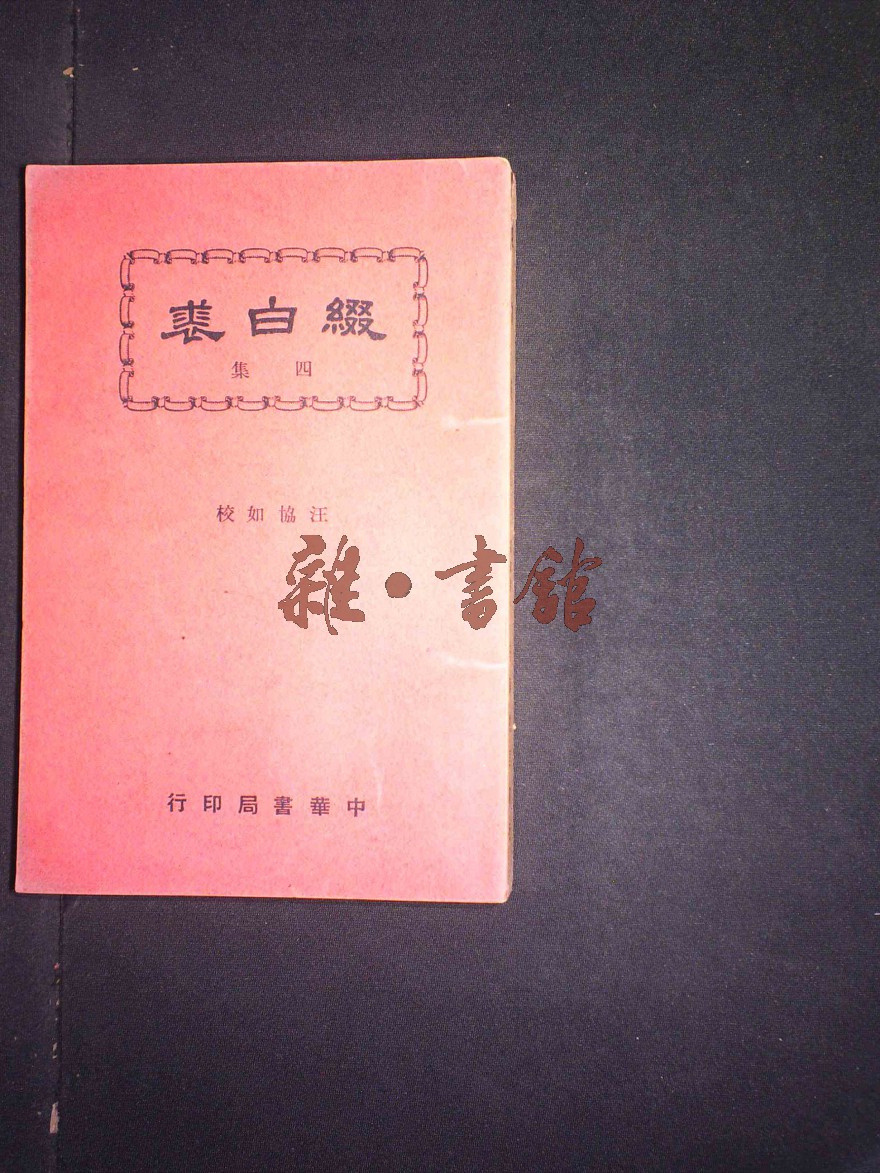 綴白裘
四集
汪協如校
雜·書館
中華書局印行